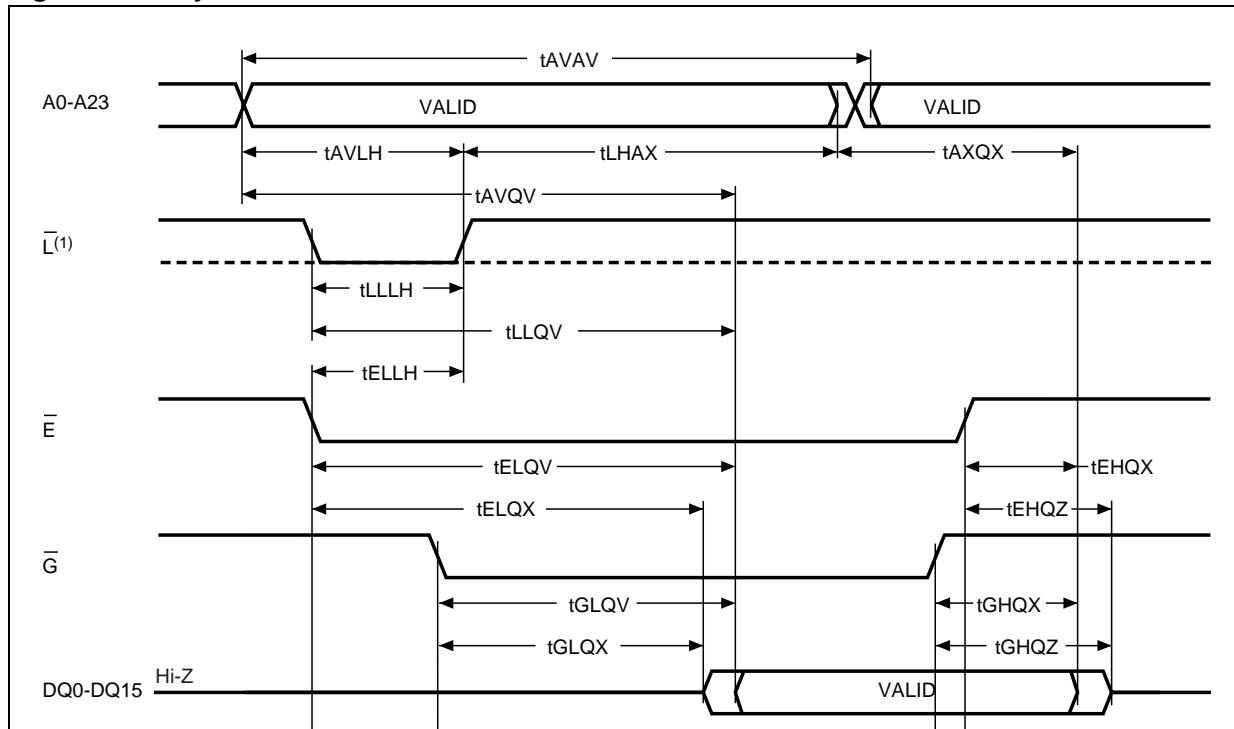 tAVAV
A0-A23
VALID
VALID
tAVLH
tLHAX
tAXQX
tAVQV
L̅(1)
tLLLH
tLLQV
tELLH
E̅
tELQV
tEHQX
tELQX
tEHQZ
G̅
tGLQV
tGHQX
tGLQX
tGHQZ
Hi-Z
DQ0-DQ15
VALID